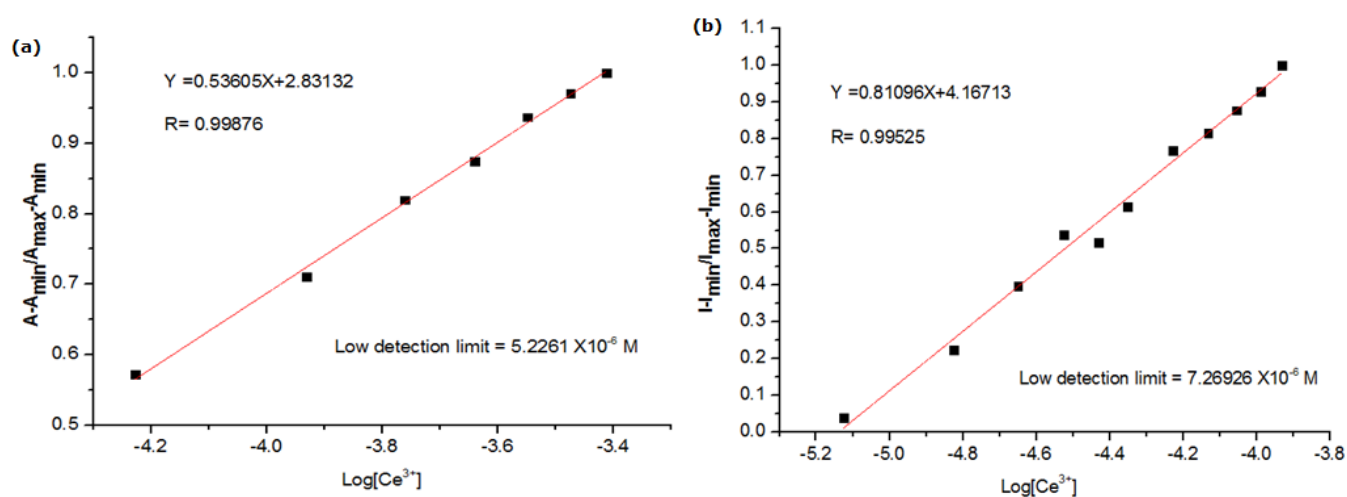 (a)
Y =0.53605X+2.83132
R= 0.99876
Low detection limit = 5.2261 X10⁻⁶ M
A-Amin/Amax-Amin
1.0
0.9
0.8
0.7
0.6
0.5
-4.2 -4.0 -3.8 -3.6 -3.4
Log[Ce³⁺]
(b)
Y =0.81096X+4.16713
R= 0.99525
Low detection limit = 7.26926 X10⁻⁶ M
I-Imin/Imax-Imin
1.1
1.0
0.9
0.8
0.7
0.6
0.5
0.4
0.3
0.2
0.1
0.0
-5.2 -5.0 -4.8 -4.6 -4.4 -4.2 -4.0 -3.8
Log[Ce³⁺]